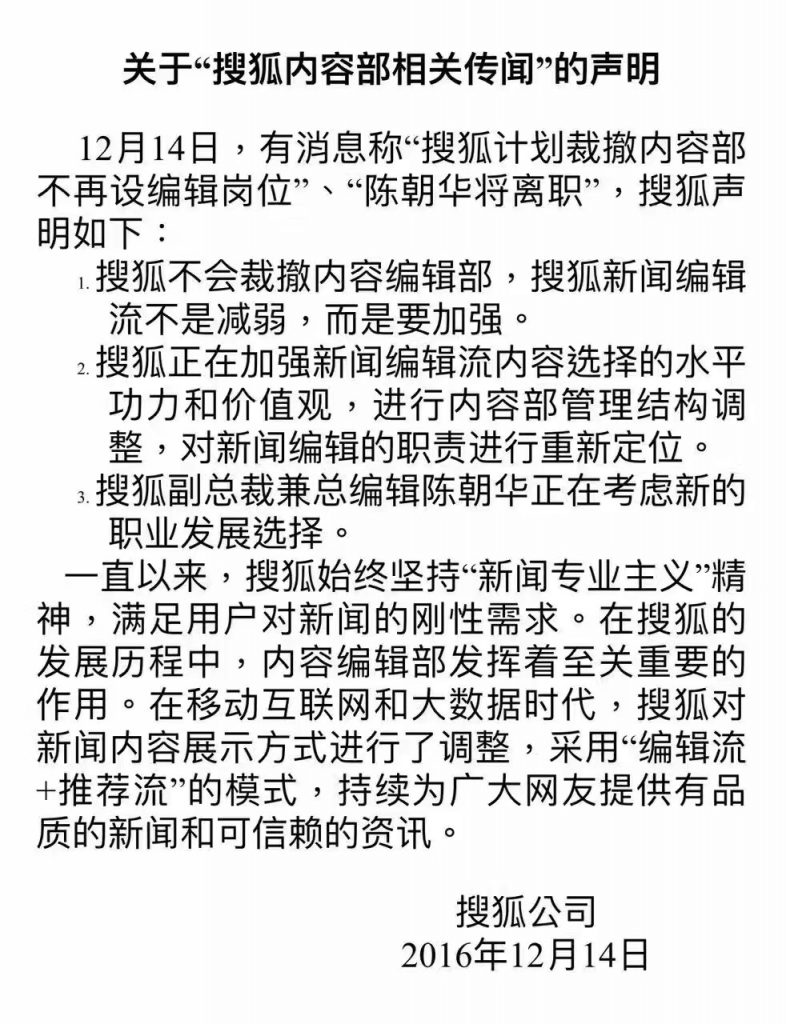 关于“搜狐内容部相关传闻”的声明
12月14日，有消息称“搜狐计划裁撤内容部
不再设编辑岗位”、“陈朝华将离职”，搜狐声
明如下：
1. 搜狐不会裁撤内容编辑部，搜狐新闻编辑
流不是减弱，而是要加强。
2. 搜狐正在加强新闻编辑流内容选择的水平
功力和价值观，进行内容部管理结构调
整，对新闻编辑的职责进行重新定位。
3. 搜狐副总裁兼总编辑陈朝华正在考虑新的
职业发展选择。
一直以来，搜狐始终坚持“新闻专业主义”精
神，满足用户对新闻的刚性需求。在搜狐的
发展历程中，内容编辑部发挥着至关重要的
作用。在移动互联网和大数据时代，搜狐对
新闻内容展示方式进行了调整，采用“编辑流
+推荐流”的模式，持续为广大网友提供有品
质的新闻和可信赖的资讯。
搜狐公司
2016年12月14日